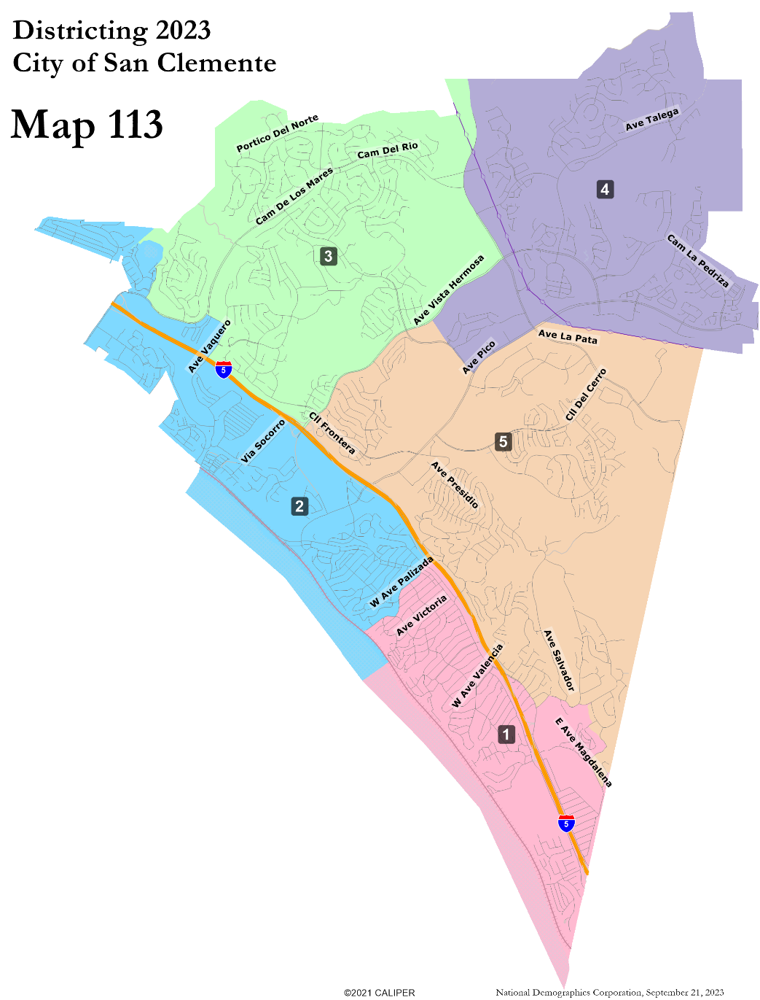 Districting 2023
City of San Clemente
Map 113
Portico Del Norte
Cam Del Rio
Cam De Los Mares
Ave Talega
4
3
Cam La Pedriza
Ave Vista Hermosa
Ave Vaquero
5
Ave Pico
Ave La Pata
Cll Del Cerro
Cll Frontera
Via Socorro
5
Ave Presidio
2
W Ave Palizada
Ave Victoria
W Ave Valencia
Ave Salvador
1
E Ave Magdalena
5
©2021 CALIPER
National Demographics Corporation, September 21, 2023